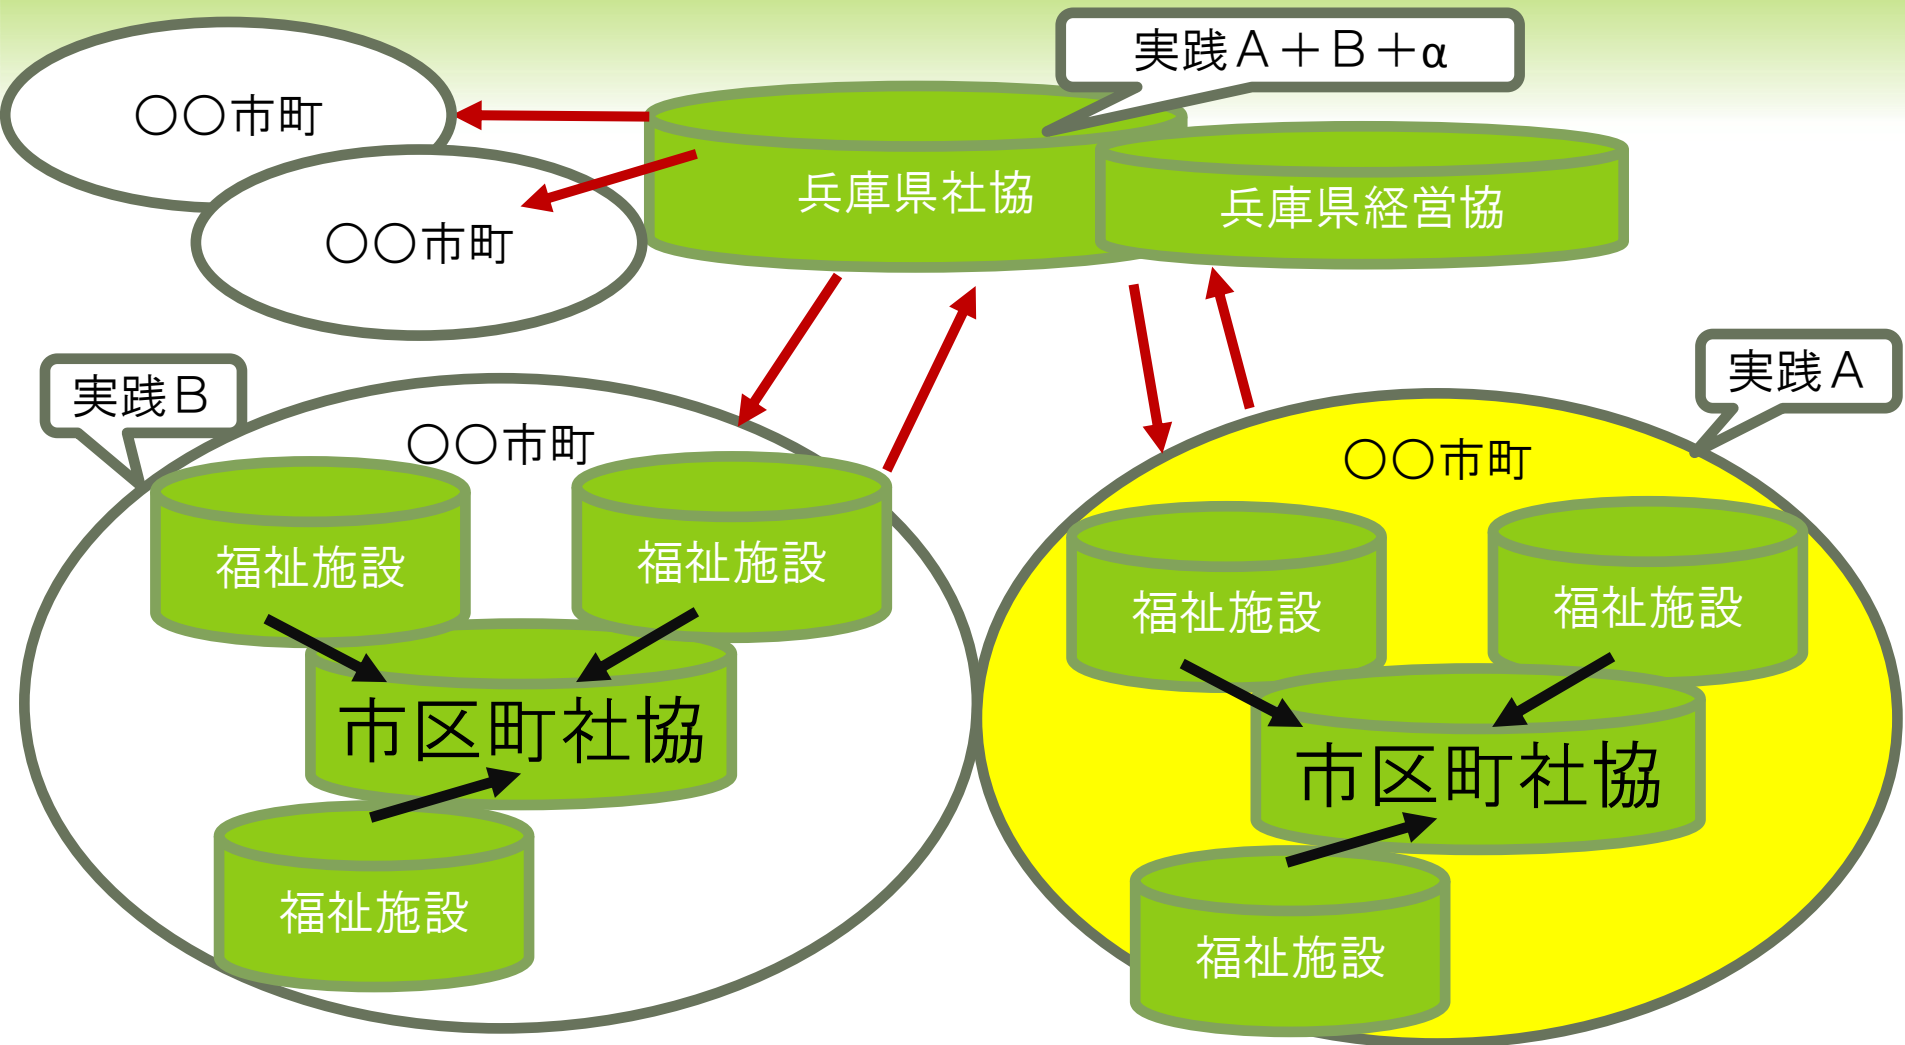 実践Ａ＋Ｂ＋α
〇〇市町
兵庫県社協
兵庫県経営協
〇〇市町
実践Ｂ
実践Ａ
〇〇市町
〇〇市町
福祉施設
福祉施設
福祉施設
福祉施設
市区町社協
市区町社協
福祉施設
福祉施設